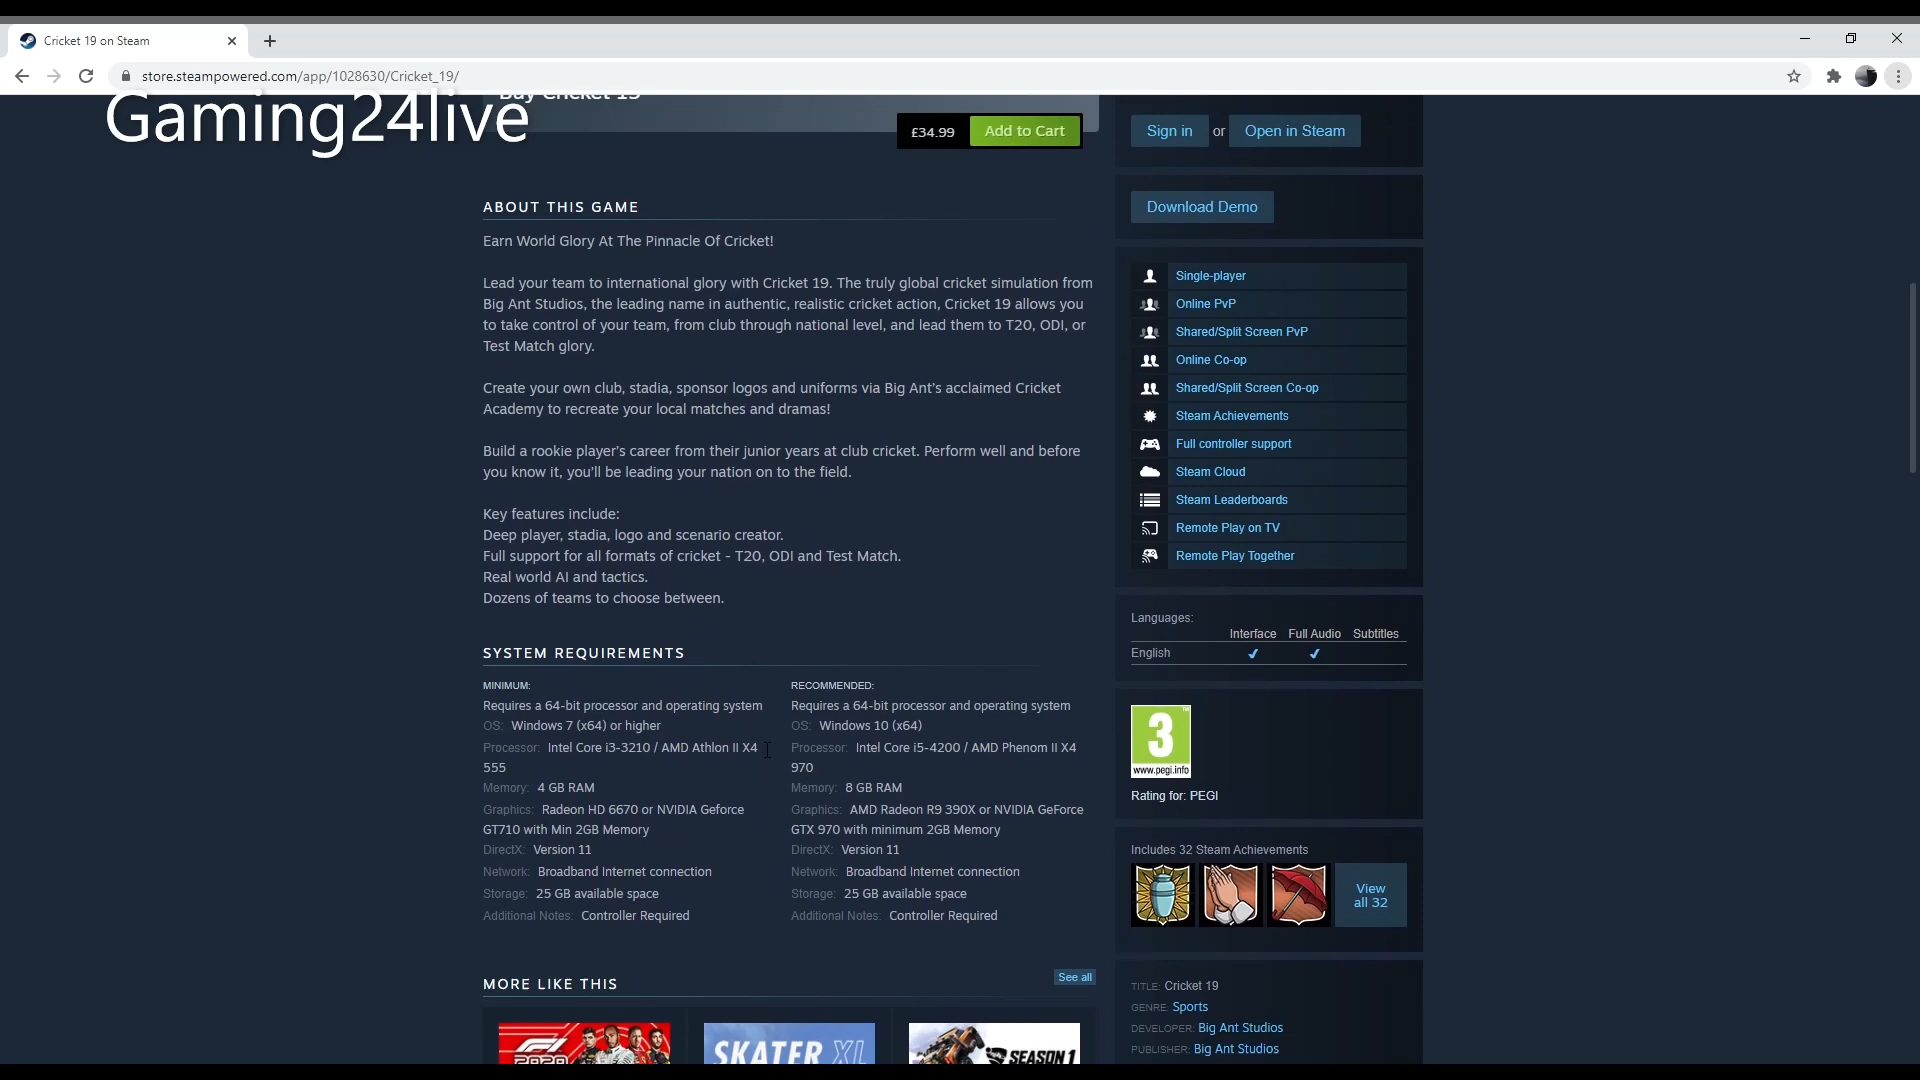 Cricket 19 on Steam
store.steampowered.com/app/1028630/Cricket_19/
Gaming24live
Buy Cricket 19
£34.99
Add to Cart
Sign in or Open in Steam
Download Demo
ABOUT THIS GAME
Earn World Glory At The Pinnacle Of Cricket!
Lead your team to international glory with Cricket 19. The truly global cricket simulation from
Big Ant Studios, the leading name in authentic, realistic cricket action, Cricket 19 allows you
to take control of your team, from club through national level, and lead them to T20, ODI, or
Test Match glory.
Create your own club, stadia, sponsor logos and uniforms via Big Ant's acclaimed Cricket
Academy to recreate your local matches and dramas!
Build a rookie player's career from their junior years at club cricket. Perform well and before
you know it, you'll be leading your nation on to the field.
Key features include:
Deep player, stadia, logo and scenario creator.
Full support for all formats of cricket - T20, ODI and Test Match.
Real world AI and tactics.
Dozens of teams to choose between.
SYSTEM REQUIREMENTS
MINIMUM:
Requires a 64-bit processor and operating system
OS: Windows 7 (x64) or higher
Processor: Intel Core i3-3210 / AMD Athlon II X4
555
Memory: 4 GB RAM
Graphics: Radeon HD 6670 or NVIDIA Geforce
GT710 with Min 2GB Memory
DirectX: Version 11
Network: Broadband Internet connection
Storage: 25 GB available space
Additional Notes: Controller Required
RECOMMENDED:
Requires a 64-bit processor and operating system
OS: Windows 10 (x64)
Processor: Intel Core i5-4200 / AMD Phenom II X4
970
Memory: 8 GB RAM
Graphics: AMD Radeon R9 390X or NVIDIA GeForce
GTX 970 with minimum 2GB Memory
DirectX: Version 11
Network: Broadband Internet connection
Storage: 25 GB available space
Additional Notes: Controller Required
MORE LIKE THIS
See all
F1 2020
SKATER XL
SEASON 1
Single-player
Online PvP
Shared/Split Screen PvP
Online Co-op
Shared/Split Screen Co-op
Steam Achievements
Full controller support
Steam Cloud
Steam Leaderboards
Remote Play on TV
Remote Play Together
Languages:
Interface Full Audio Subtitles
English
3
www.pegi.info
Rating for: PEGI
Includes 32 Steam Achievements
View
all 32
TITLE: Cricket 19
GENRE: Sports
DEVELOPER: Big Ant Studios
PUBLISHER: Big Ant Studios